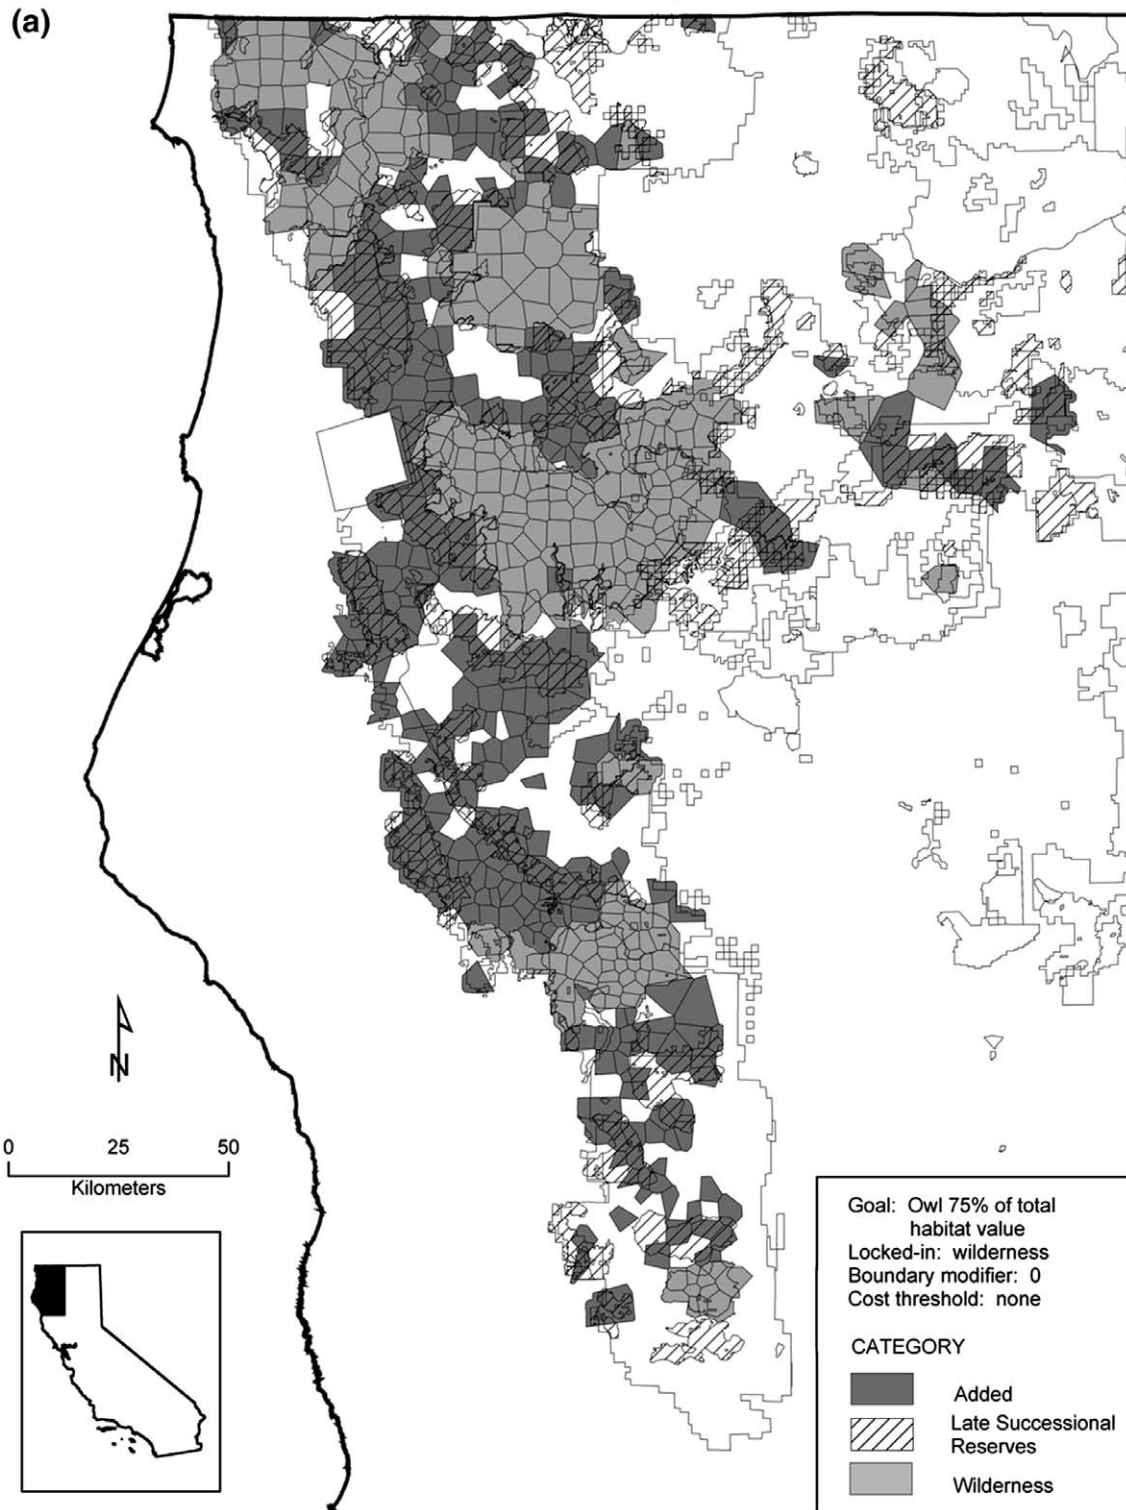 (a)
N
0 25 50
Kilometers
Goal: Owl 75% of total
habitat value
Locked-in: wilderness
Boundary modifier: 0
Cost threshold: none
CATEGORY
Added
Late Successional
Reserves
Wilderness